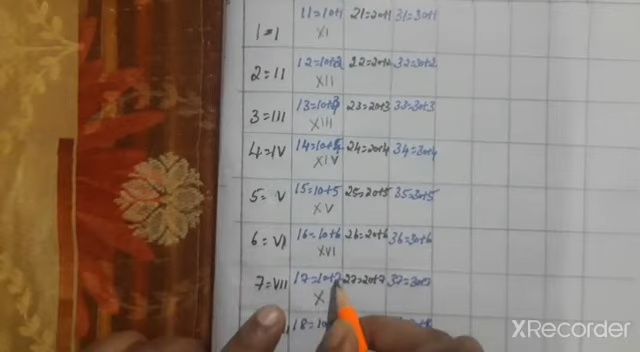 1=I 11=10+1 21=20+1 31=30+1
XI
2=II 12=10+2 22=20+2 32=30+2
XII
3=III 13=10+3 23=20+3 33=30+3
XIII
4=IV 14=10+4 24=20+4 34=30+4
XIV
5=V 15=10+5 25=20+5 35=30+5
XV
6=VI 16=10+6 26=20+6 36=30+6
XVI
7=VII 17=10+7 27=20+7 37=30+7
X
18=10
XRecorder